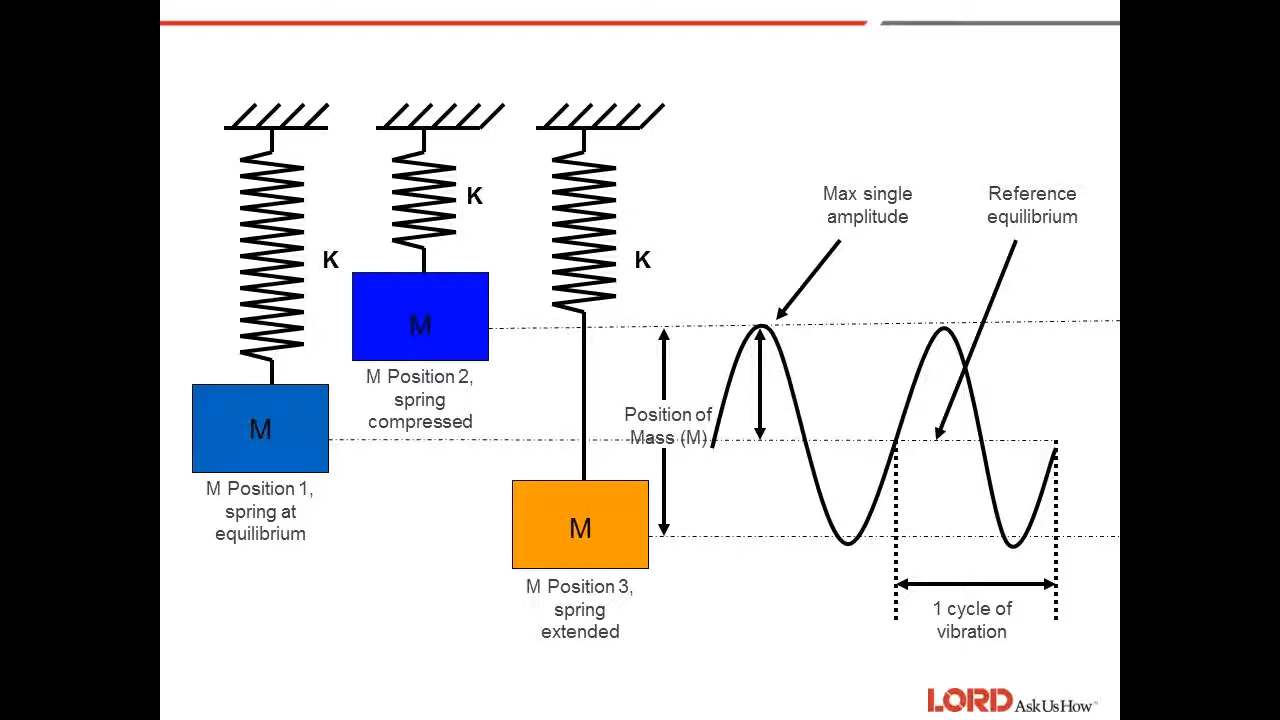 K
M
M Position 1,
spring at
equilibrium
K
M
M Position 2,
spring
compressed
K
M
M Position 3,
spring
extended
Position of
Mass (M)
Max single
amplitude
Reference
equilibrium
1 cycle of
vibration
LORD AskUsHow™